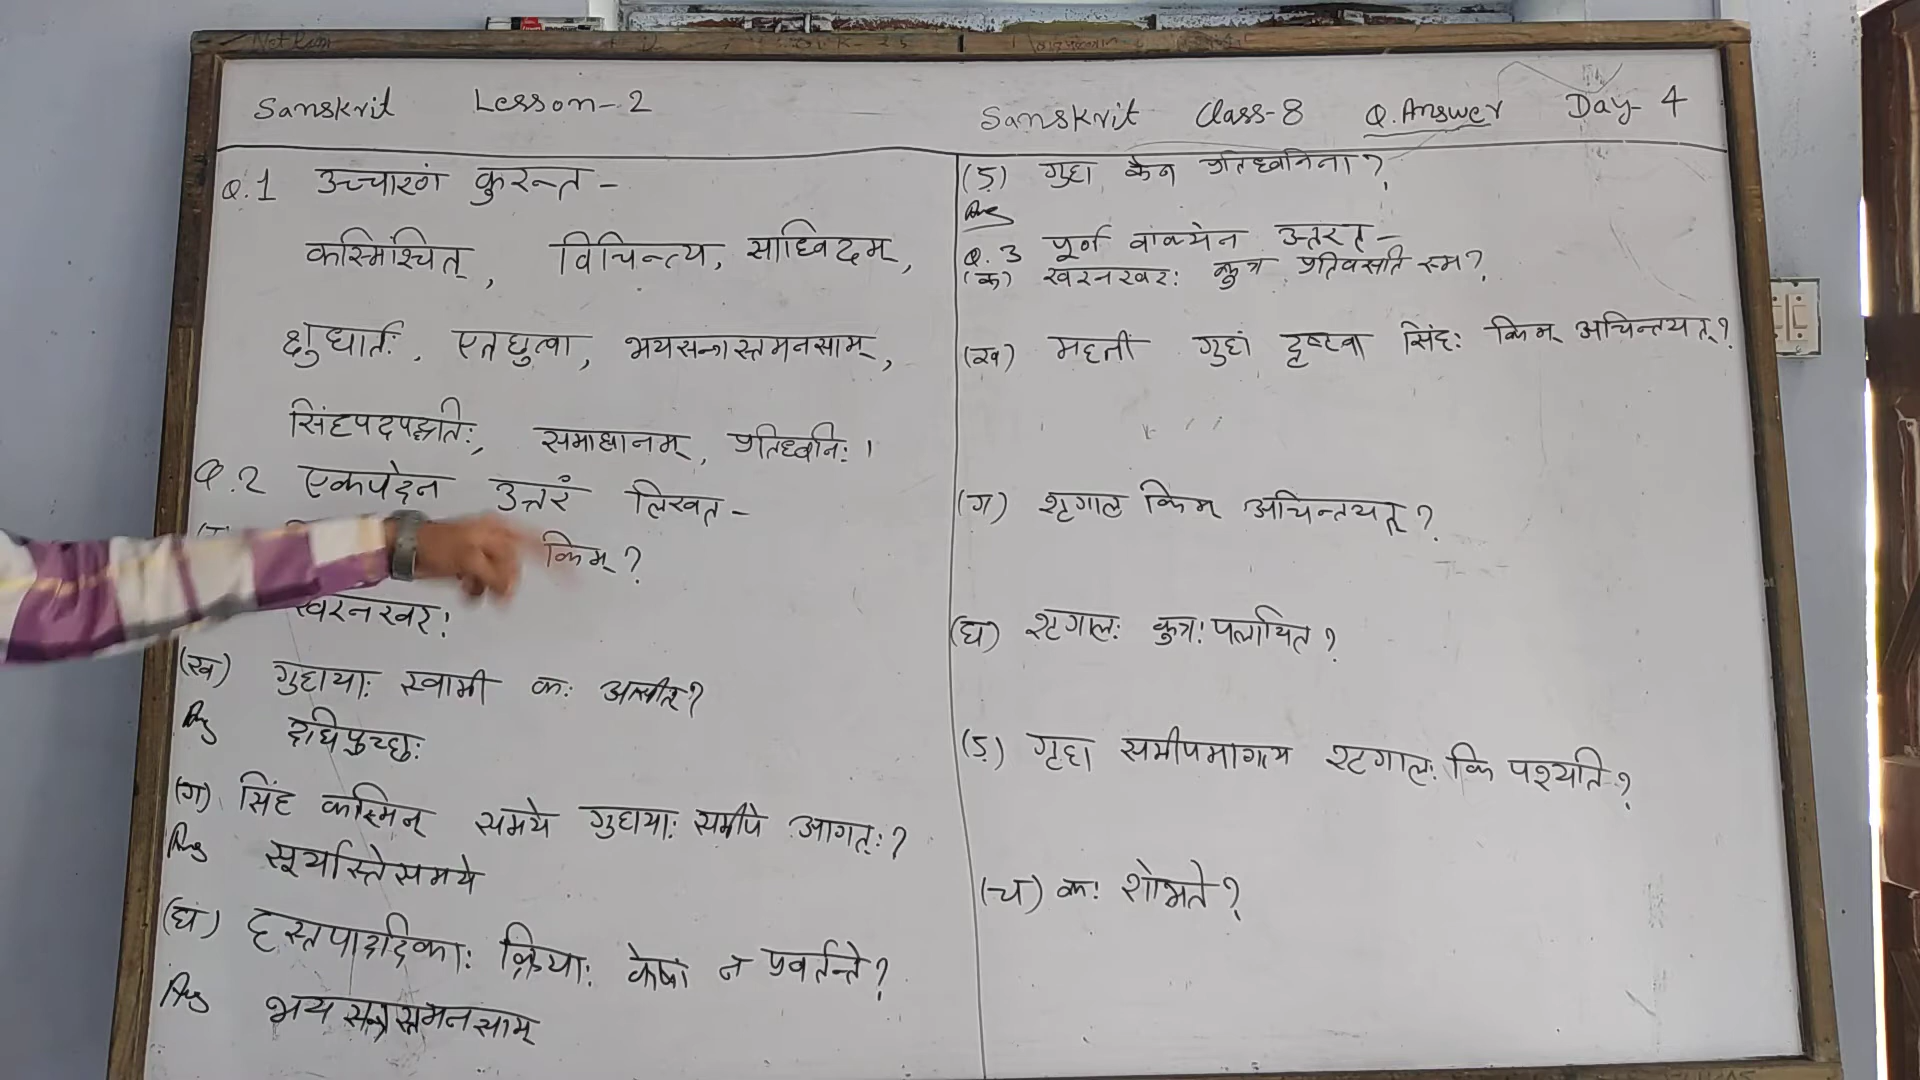 Sanskrit Lesson-2
Q.1 उच्चारणं कुरन्त -
कस्मिंश्चित्, विचिन्त्य, साध्विदम्,
क्षुधार्तः, एतच्छ्रुत्वा, भयसन्त्रस्तमनसाम्,
सिंहपदपद्धतिः, समाधानम्, प्रतिध्वनिः।
Q.2 एकपदेन उत्तरं लिखत -
किम्?
खरनखरः
(ख) गुहायाः स्वामी कः आसीत्?
Ans दधिपुच्छः
(ग) सिंह कस्मिन् समये गुहायाः समीपे आगतः?
Ans सूर्यास्तेसमये
(घ) हस्तपादादिकाः क्रियाः केषां न प्रवर्तन्ते?
Ans भयसन्त्रस्तमनसाम्
Sanskrit Class-8 Q. Answer Day-4
(ङ) गुहा केन प्रतिध्वनिना?
Ans
Q.3 पूर्ण वाक्येन उत्तरत -
(क) खरनखरः कुत्र प्रतिवसति स्म?
(ख) महतीं गुहां दृष्टवा सिंहः किम् अचिन्तयत्?
(ग) शृगाल किम् अचिन्तयत्?
(घ) शृगालः कुत्रः पलायित?
(ङ) गुहा समीपमागत्य शृगालः कि पश्यति?
(च) कः शोभते?